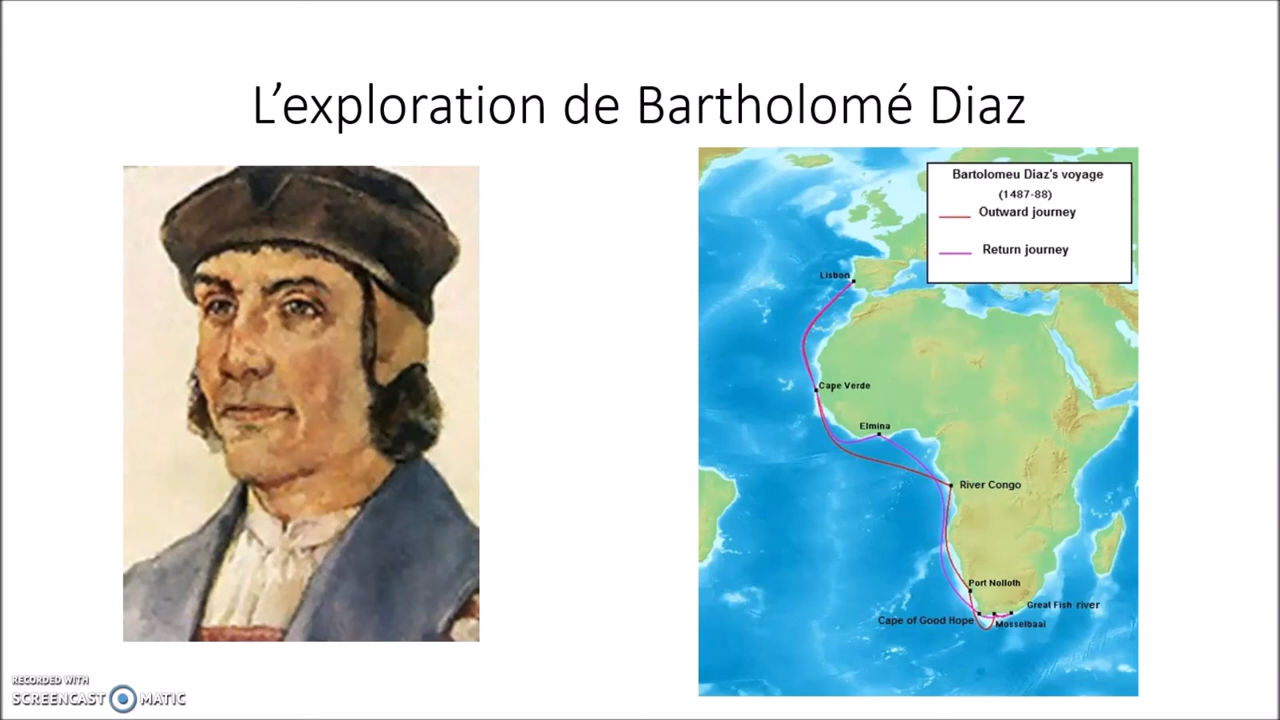 L’exploration de Bartholomé Diaz
Bartolomeu Diaz's voyage
(1487-88)
Outward journey
Return journey
Lisbon
Cape Verde
Elmina
River Congo
Port Nolloth
Great Fish river
Cape of Good Hope
Mosselbaai
RECORDED WITH
SCREENCAST MATIC